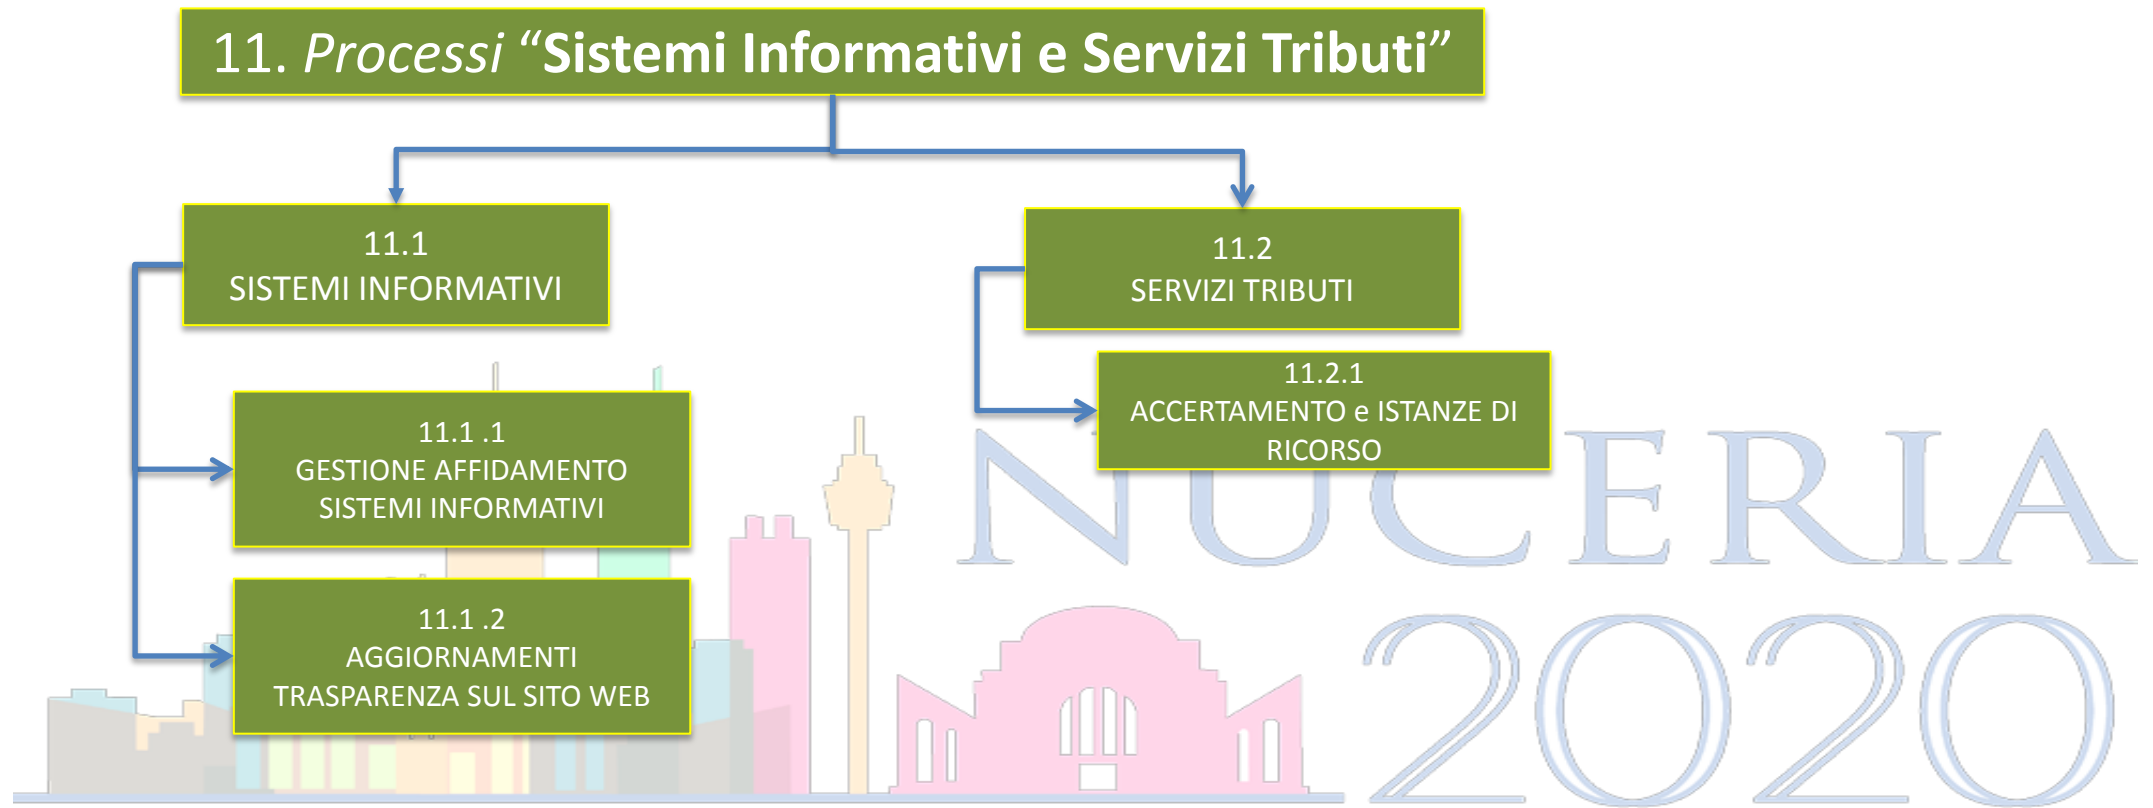 11. Processi “Sistemi Informativi e Servizi Tributi”
11.1
SISTEMI INFORMATIVI
11.1 .1
GESTIONE AFFIDAMENTO
SISTEMI INFORMATIVI
11.1 .2
AGGIORNAMENTI
TRASPARENZA SUL SITO WEB
11.2
SERVIZI TRIBUTI
11.2.1
ACCERTAMENTO e ISTANZE DI
RICORSO
NUCERIA
2020